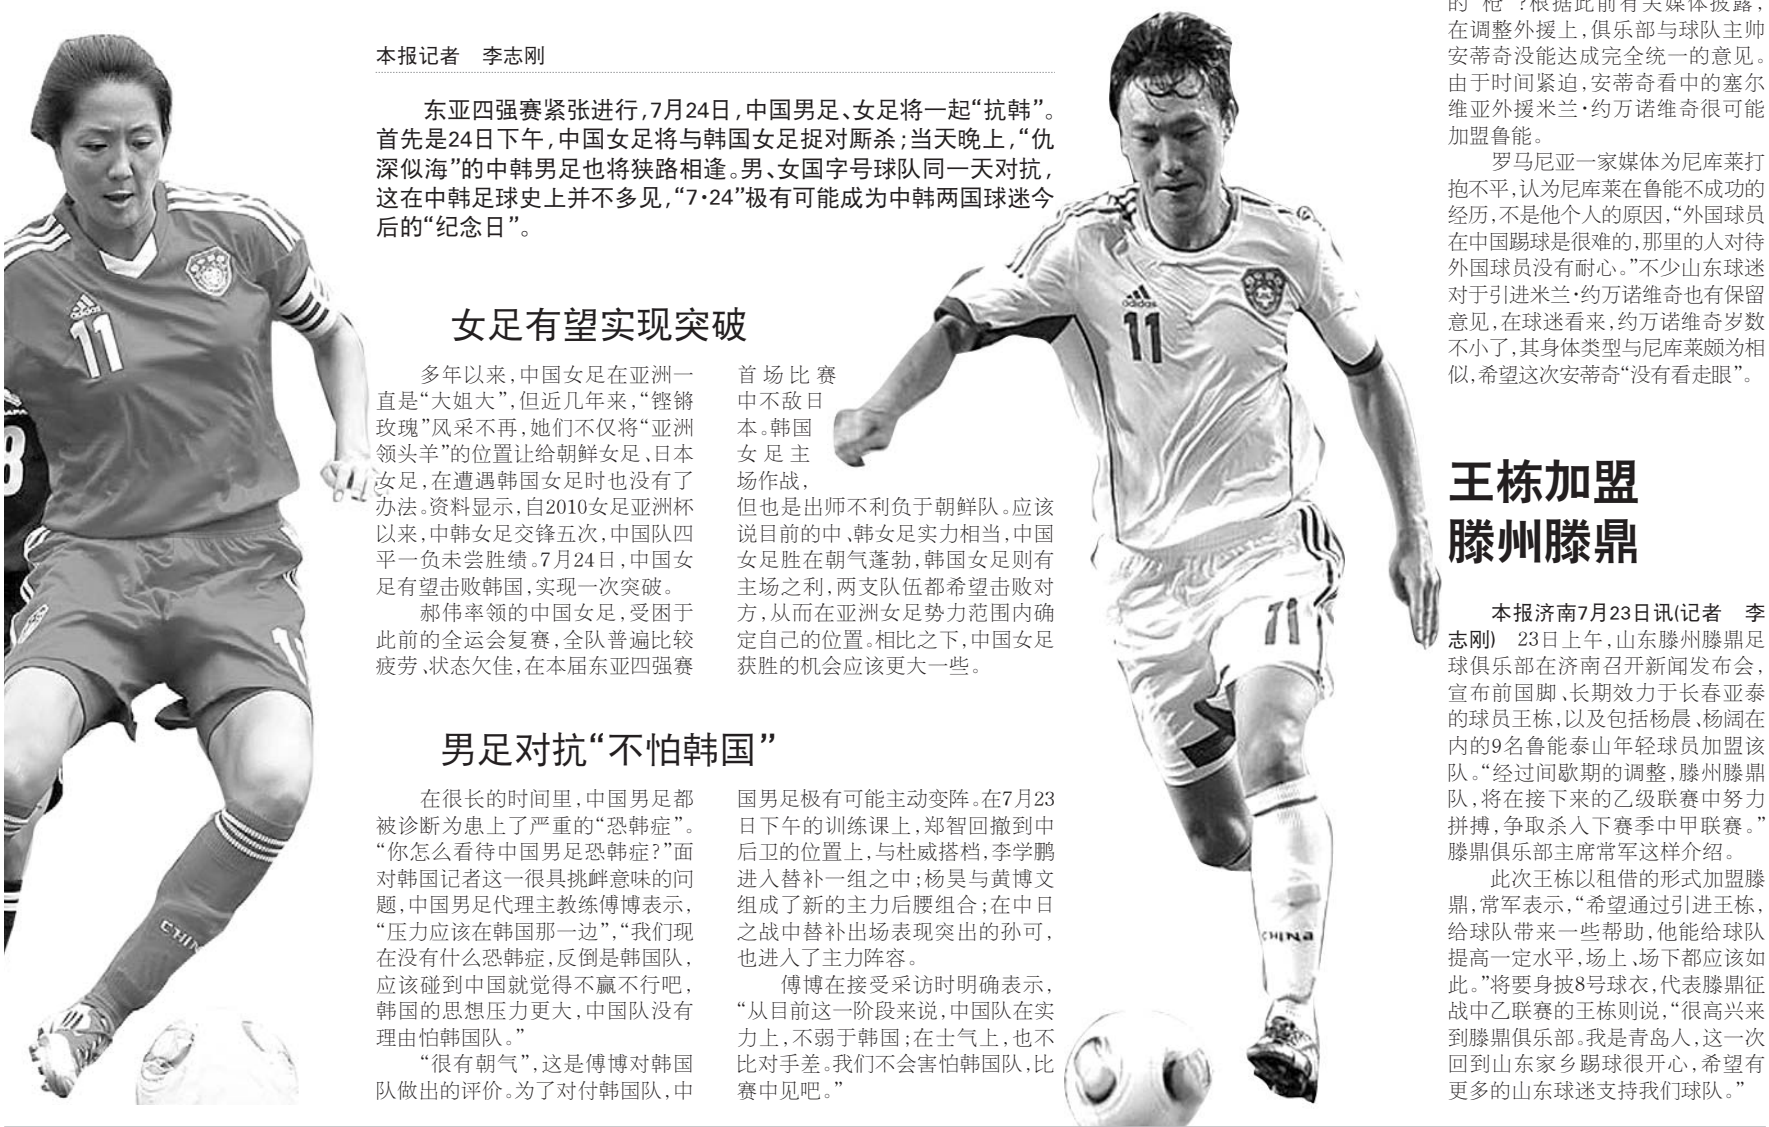 本报记者 李志刚
东亚四强赛紧张进行,7月24日,中国男足、女足将一起“抗韩”。
首先是24日下午,中国女足将与韩国女足捉对厮杀;当天晚上,“仇
深似海”的中韩男足也将狭路相逢。男、女国字号球队同一天对抗,
这在中韩足球史上并不多见,“7·24”极有可能成为中韩两国球迷今
后的“纪念日”。
女足有望实现突破
多年以来,中国女足在亚洲一
直是“大姐大”,但近几年来,“铿锵
玫瑰”风采不再,她们不仅将“亚洲
领头羊”的位置让给朝鲜女足、日本
女足,在遭遇韩国女足时也没有了
办法。资料显示,自2010女足亚洲杯
以来,中韩女足交锋五次,中国队四
平一负未尝胜绩。7月24日,中国女
足有望击败韩国,实现一次突破。
郝伟率领的中国女足,受困于
此前的全运会复赛,全队普遍比较
疲劳、状态欠佳,在本届东亚四强赛
首场比赛
中不敌日
本。韩国
女足主
场作战,
但也是出师不利负于朝鲜队。应该
说目前的中、韩女足实力相当,中国
女足胜在朝气蓬勃,韩国女足则有
主场之利,两支队伍都希望击败对
方,从而在亚洲女足势力范围内确
定自己的位置。相比之下,中国女足
获胜的机会应该更大一些。
男足对抗“不怕韩国”
在很长的时间里,中国男足都
被诊断为患上了严重的“恐韩症”。
“你怎么看待中国男足恐韩症?”面
对韩国记者这一很具挑衅意味的问
题,中国男足代理主教练傅博表示,
“压力应该在韩国那一边”,“我们现
在没有什么恐韩症,反倒是韩国队,
应该碰到中国就觉得不赢不行吧,
韩国的思想压力更大,中国队没有
理由怕韩国队。”
“很有朝气”,这是傅博对韩国
队做出的评价。为了对付韩国队,中
国男足极有可能主动变阵。在7月23
日下午的训练课上,郑智回撤到中
后卫的位置上,与杜威搭档,李学鹏
进入替补一组之中;杨昊与黄博文
组成了新的主力后腰组合;在中日
之战中替补出场表现突出的孙可,
也进入了主力阵容。
傅博在接受采访时明确表示,
“从目前这一阶段来说,中国队在实
力上,不弱于韩国;在士气上,也不
比对手差。我们不会害怕韩国队,比
赛中见吧。”
adidas
11
8
CHIN
adidas
11
11
CHINA
的“枪”?根据此前有关媒体披露,
在调整外援上,俱乐部与球队主帅
安蒂奇没能达成完全统一的意见。
由于时间紧迫,安蒂奇看中的塞尔
维亚外援米兰·约万诺维奇很可能
加盟鲁能。
罗马尼亚一家媒体为尼库莱打
抱不平,认为尼库莱在鲁能不成功的
经历,不是他个人的原因,“外国球员
在中国踢球是很难的,那里的人对待
外国球员没有耐心。”不少山东球迷
对于引进米兰·约万诺维奇也有保留
意见,在球迷看来,约万诺维奇岁数
不小了,其身体类型与尼库莱颇为相
似,希望这次安蒂奇“没有看走眼”。
王栋加盟
滕州滕鼎
本报济南7月23日讯(记者 李
志刚) 23日上午,山东滕州滕鼎足
球俱乐部在济南召开新闻发布会,
宣布前国脚、长期效力于长春亚泰
的球员王栋,以及包括杨晨、杨阔在
内的9名鲁能泰山年轻球员加盟该
队。“经过间歇期的调整,滕州滕鼎
队,将在接下来的乙级联赛中努力
拼搏,争取杀入下赛季中甲联赛。”
滕鼎俱乐部主席常军这样介绍。
此次王栋以租借的形式加盟滕
鼎,常军表示,“希望通过引进王栋,
给球队带来一些帮助,他能给球队
提高一定水平,场上、场下都应该如
此。”将要身披8号球衣,代表滕鼎征
战中乙联赛的王栋则说,“很高兴来
到滕鼎俱乐部。我是青岛人,这一次
回到山东家乡踢球很开心,希望有
更多的山东球迷支持我们球队。”